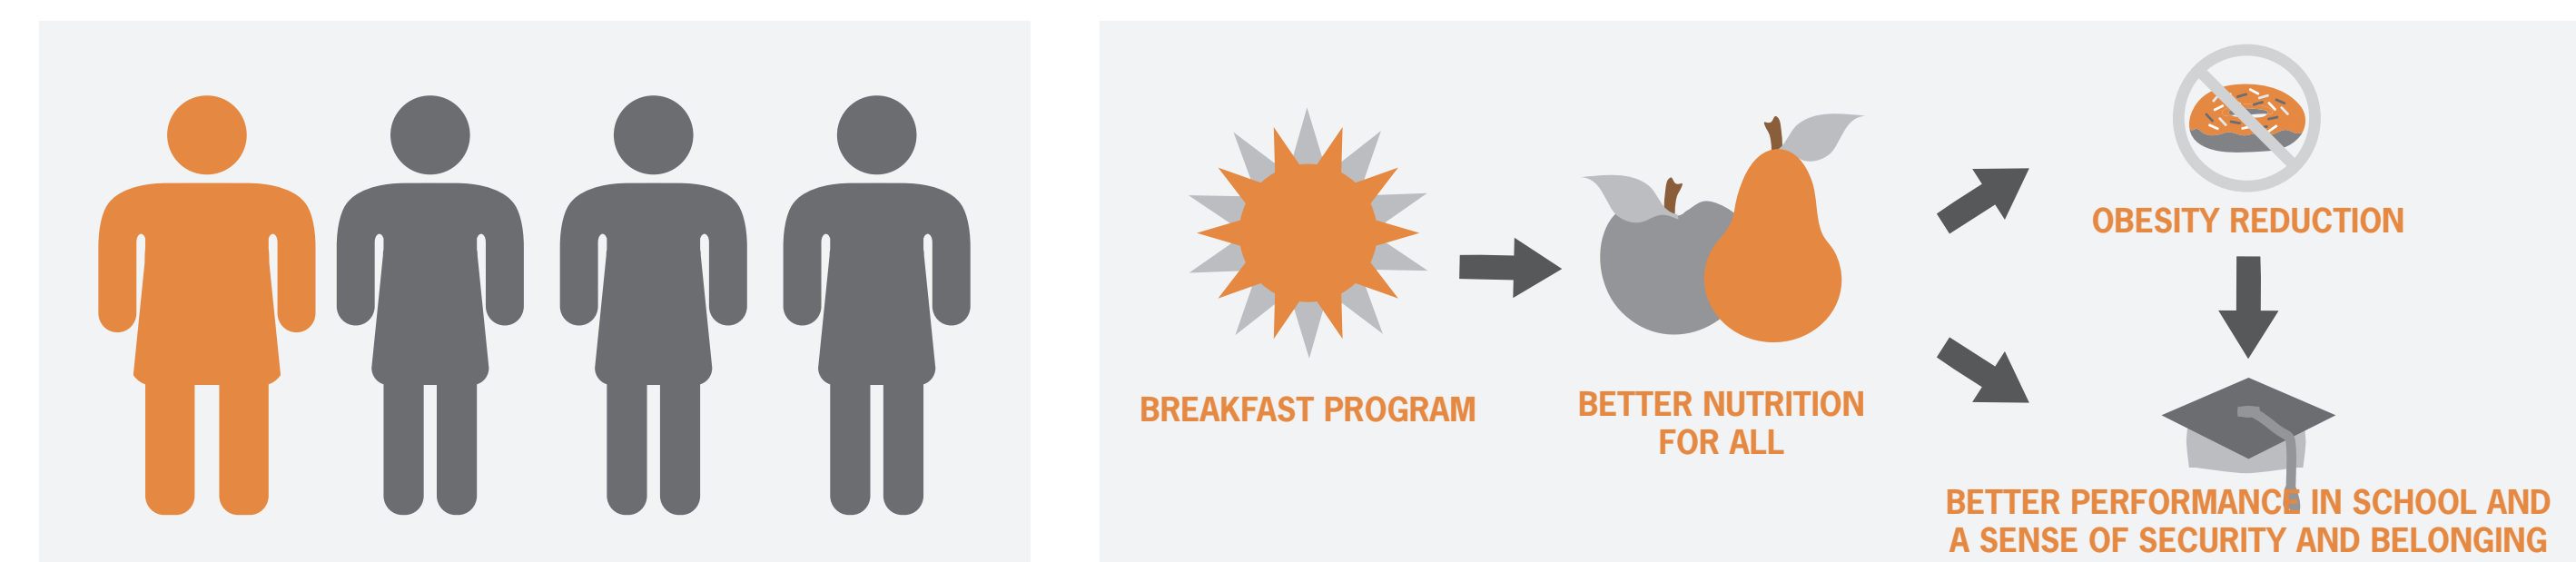 BREAKFAST PROGRAM
BETTER NUTRITION
FOR ALL
OBESITY REDUCTION
BETTER PERFORMANCE IN SCHOOL AND
A SENSE OF SECURITY AND BELONGING